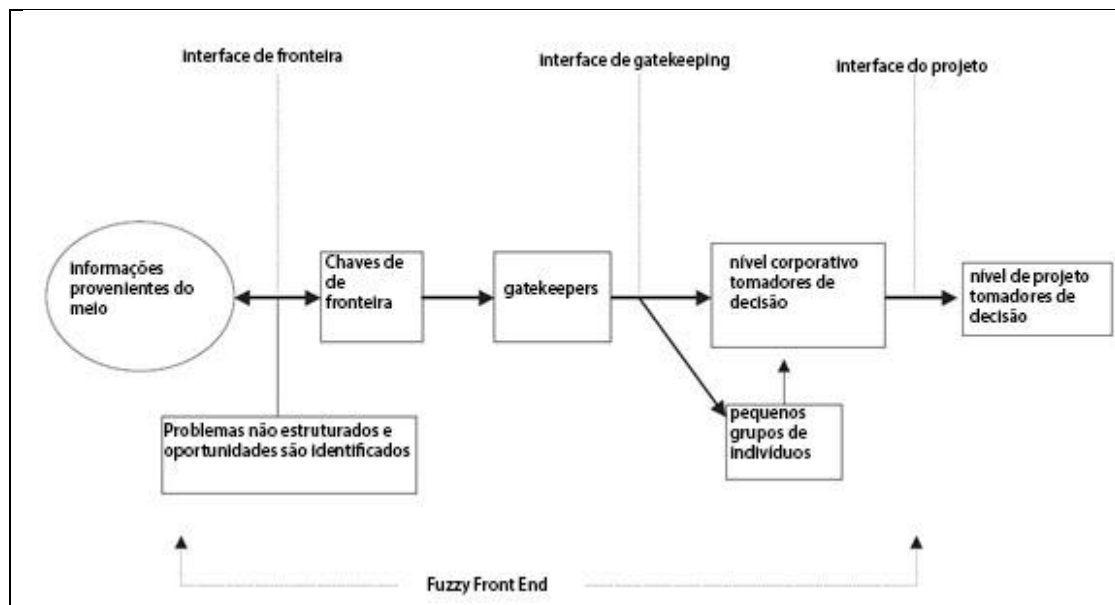 interface de fronteira
interface de gatekeeping
interface do projeto
Informações
provenientes do
meio
Chaves de
de
fronteira
gatekeepers
nível corporativo
tomadores de
decisão
nível de projeto
tomadores de
decisão
Problemas não estruturados e
oportunidades são identificados
pequenos
grupos de
indivíduos
Fuzzy Front End